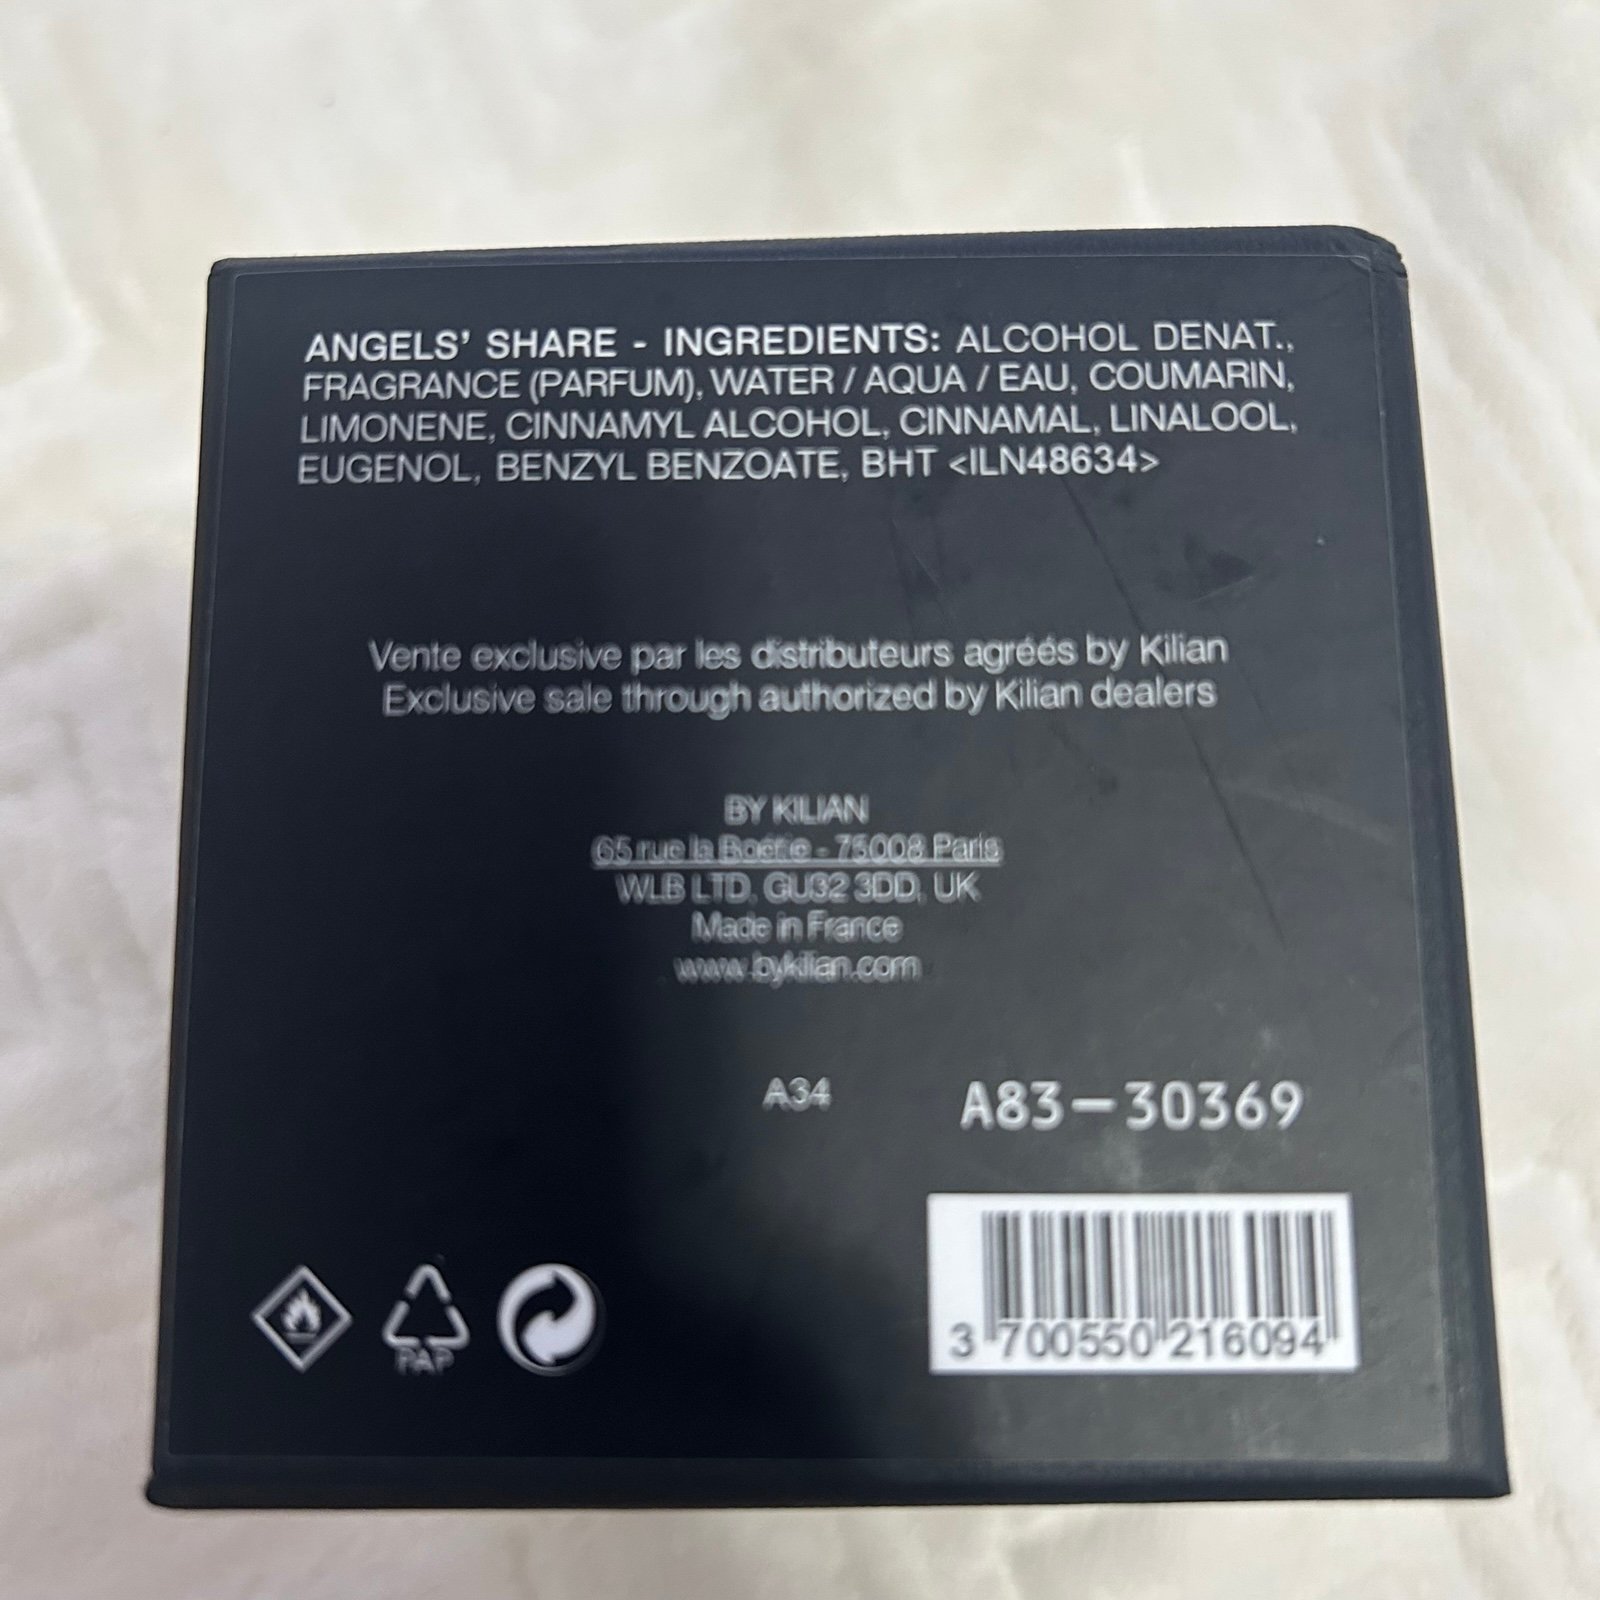 ANGELS' SHARE - INGREDIENTS: ALCOHOL DENAT.,
FRAGRANCE (PARFUM), WATER / AQUA / EAU, COUMARIN,
LIMONENE, CINNAMYL ALCOHOL, CINNAMAL, LINALOOL,
EUGENOL, BENZYL BENZOATE, BHT <ILN48634>
Vente exclusive par les distributeurs agréés by Kilian
Exclusive sale through authorized by Kilian dealers
BY KILIAN
65 rue la Boétie - 75008 Paris
WLB LTD, GU32 3DD, UK
Made in France
www.bykilian.com
A34
A83-30369
PAP
3 700550 216094